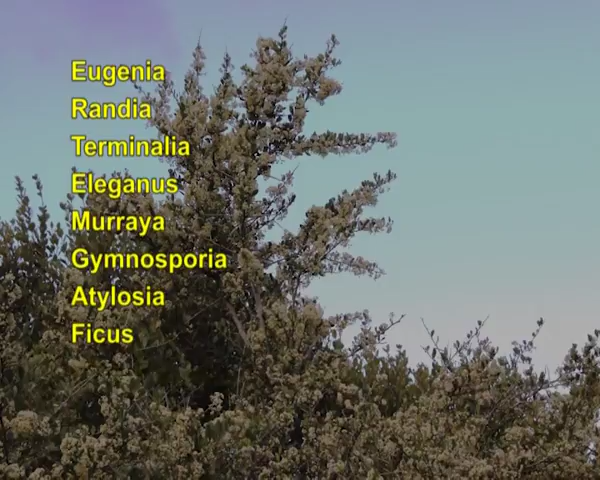 Eugenia
Randia
Terminalia
Eleganus
Murraya
Gymnosporia
Atylosia
Ficus